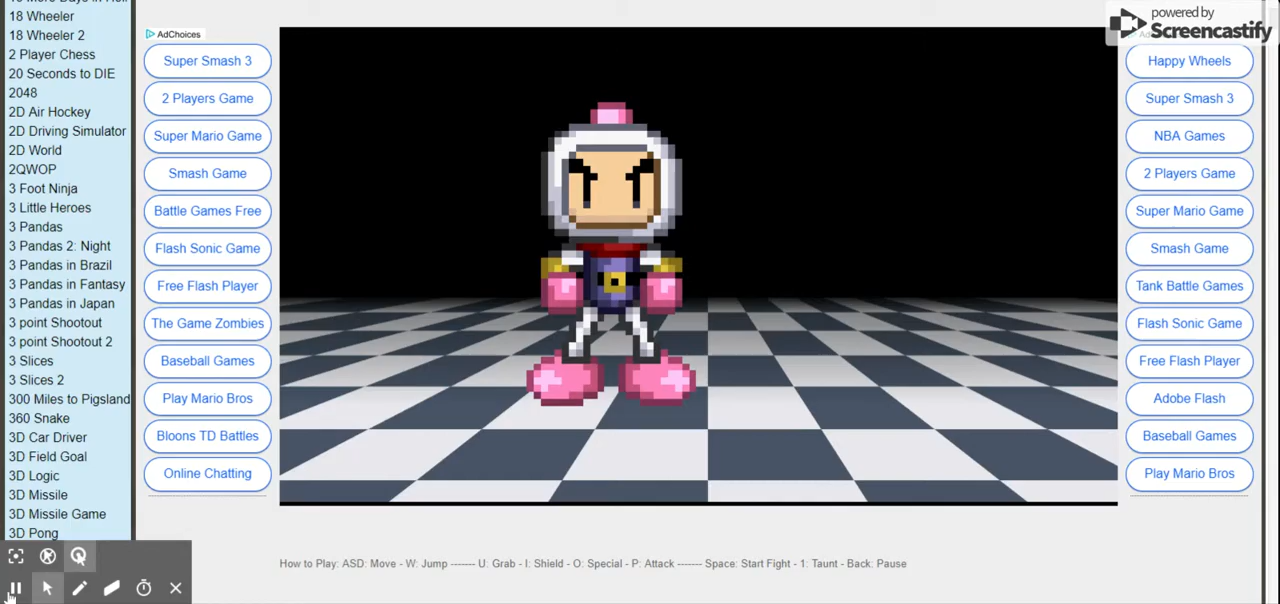 18 Wheeler
18 Wheeler 2
2 Player Chess
20 Seconds to DIE
2048
2D Air Hockey
2D Driving Simulator
2D World
2QWOP
3 Foot Ninja
3 Little Heroes
3 Pandas
3 Pandas 2: Night
3 Pandas in Brazil
3 Pandas in Fantasy
3 Pandas in Japan
3 point Shootout
3 point Shootout 2
3 Slices
3 Slices 2
300 Miles to Pigsland
360 Snake
3D Car Driver
3D Field Goal
3D Logic
3D Missile
3D Missile Game
3D Pong
AdChoices
Super Smash 3
2 Players Game
Super Mario Game
Smash Game
Battle Games Free
Flash Sonic Game
Free Flash Player
The Game Zombies
Baseball Games
Play Mario Bros
Bloons TD Battles
Online Chatting
powered by
Screencastify
Happy Wheels
Super Smash 3
NBA Games
2 Players Game
Super Mario Game
Smash Game
Tank Battle Games
Flash Sonic Game
Free Flash Player
Adobe Flash
Baseball Games
Play Mario Bros
How to Play: ASD: Move - W: Jump ------- U: Grab - I: Shield - O: Special - P: Attack ------- Space: Start Fight - 1: Taunt - Back: Pause